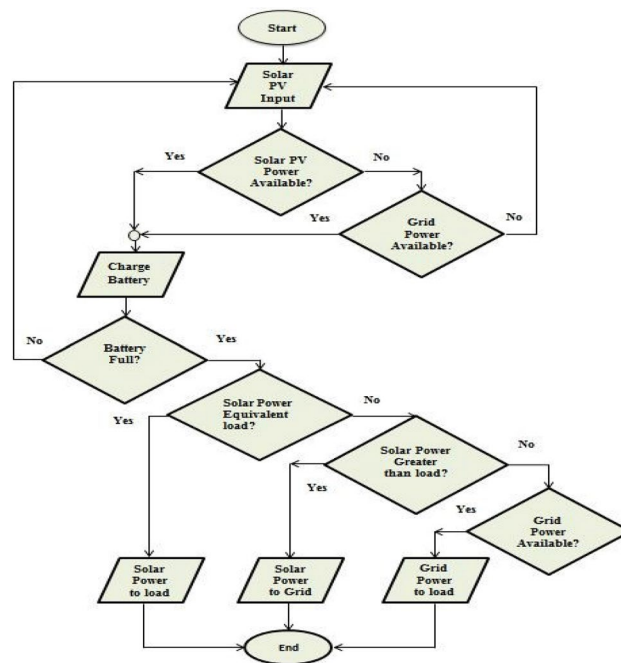 Start
Solar
PV
Input
Yes
Solar PV
Power
Available?
No
Yes
Grid
Power
Available?
No
Charge
Battery
No
Battery
Full?
Yes
Yes
Solar Power
Equivalent
load?
No
Solar Power
Greater
than load?
No
Yes
Yes
Grid
Power
Available?
Solar
Power
to load
Solar
Power
to Grid
Grid
Power
to load
End